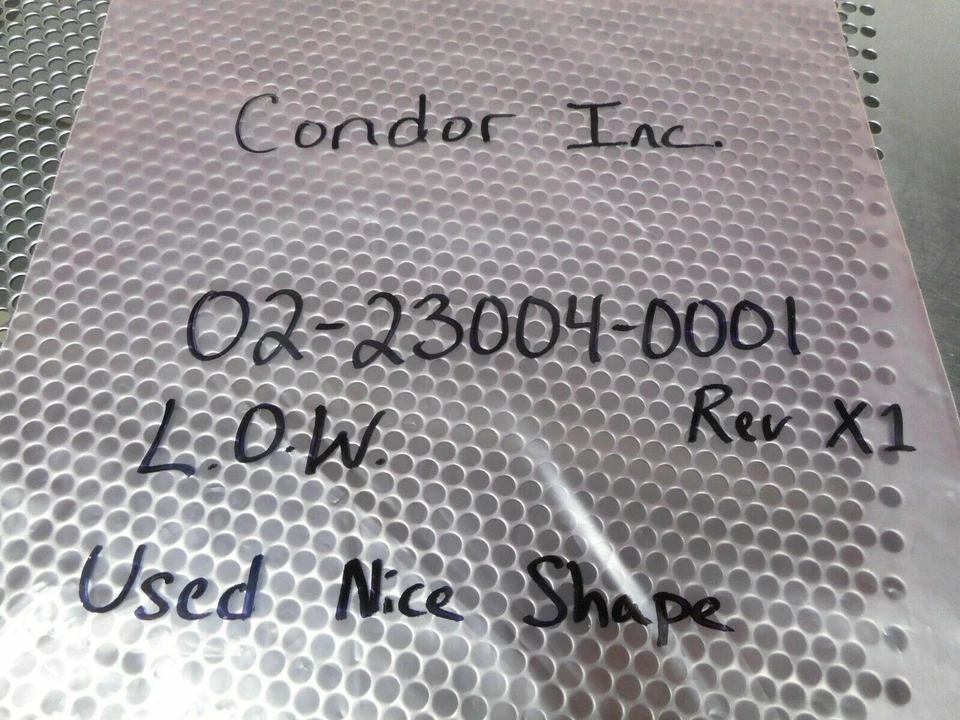 Condor Inc.
02-23004-0001
L.O.W. Rev X1
Used Nice Shape